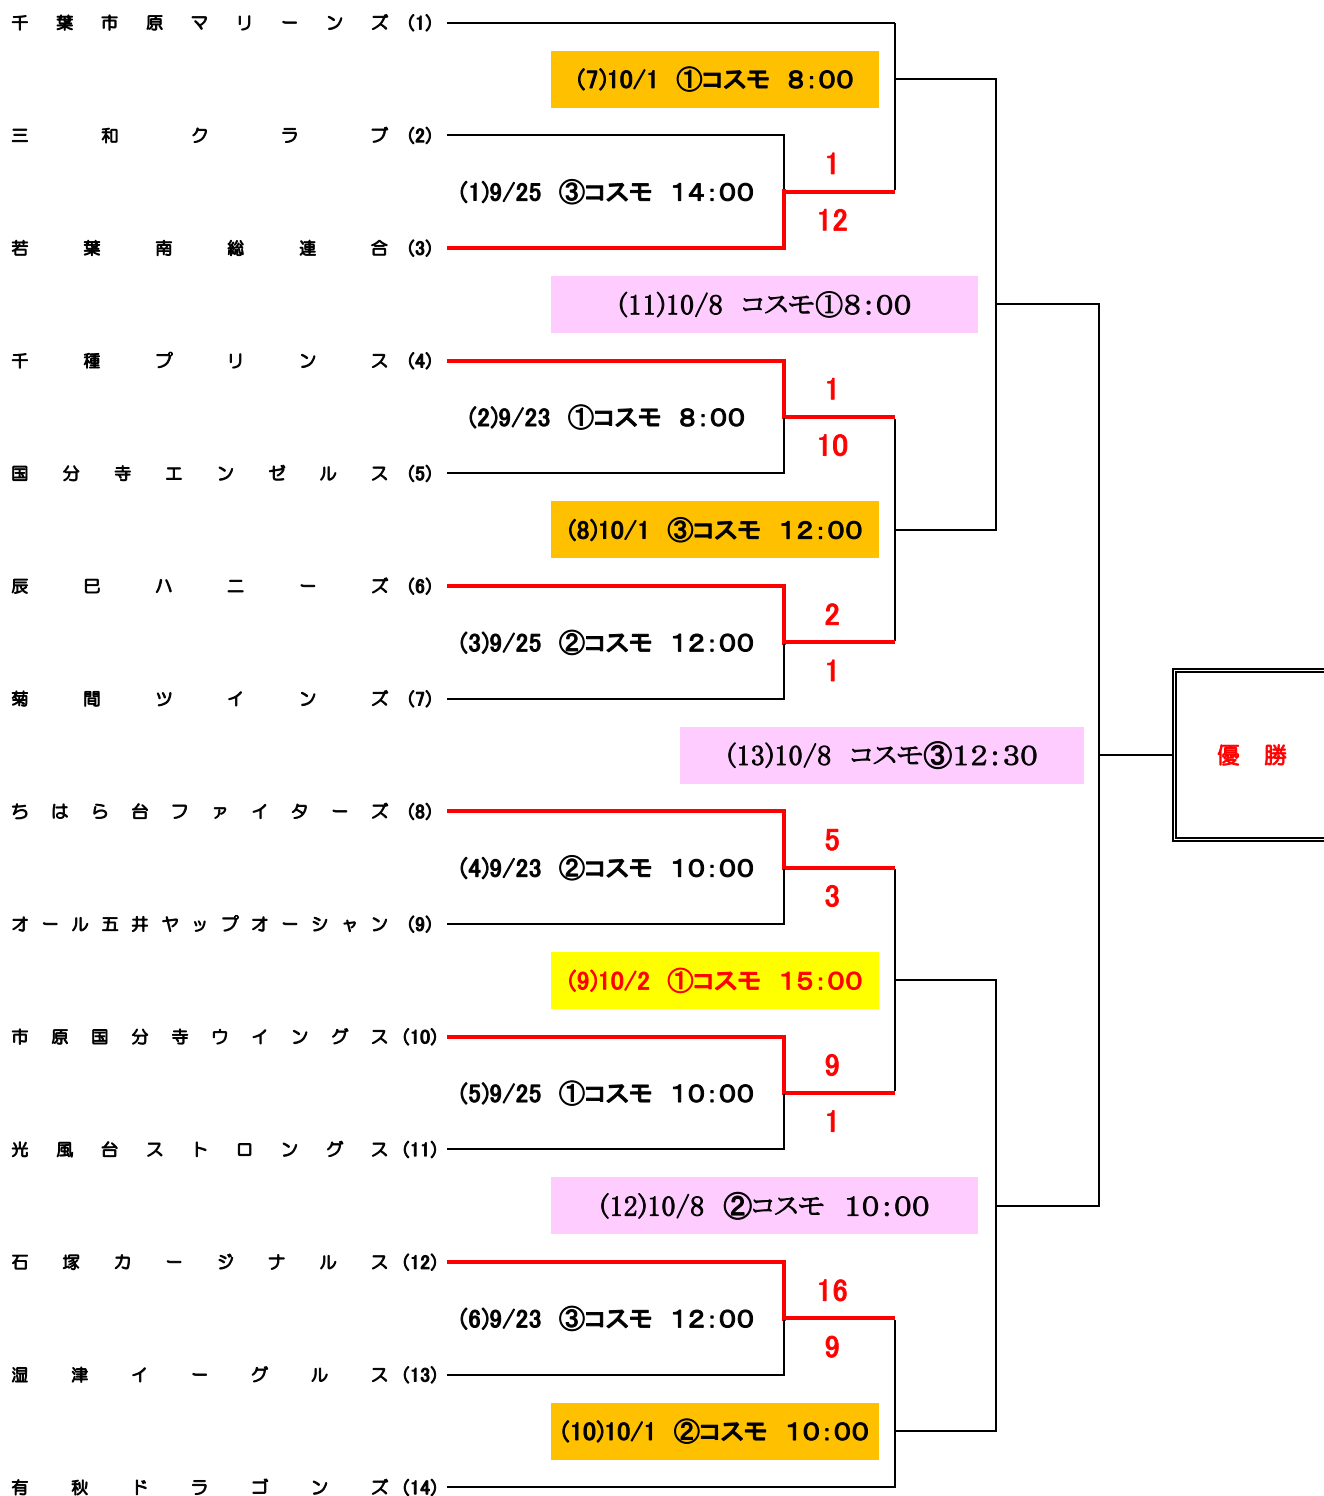 千葉市原マリーンズ (1)
(7)10/1 ①コスモ 8:00
三和クラブ (2)
1
(1)9/25 ③コスモ 14:00
12
若葉南総連合 (3)
(11)10/8 コスモ①8:00
千種プリンス (4)
1
(2)9/23 ①コスモ 8:00
10
国分寺エンゼルス (5)
(8)10/1 ③コスモ 12:00
辰巳ハニーズ (6)
2
(3)9/25 ②コスモ 12:00
1
菊間ツインズ (7)
(13)10/8 コスモ③12:30
優勝
ちはら台ファイターズ (8)
5
(4)9/23 ②コスモ 10:00
3
オール五井ヤップオーシャン (9)
(9)10/2 ①コスモ 15:00
市原国分寺ウイングス (10)
9
(5)9/25 ①コスモ 10:00
1
光風台ストロングス (11)
(12)10/8 ②コスモ 10:00
石塚カージナルス (12)
16
(6)9/23 ③コスモ 12:00
9
湿津イーグルス (13)
(10)10/1 ②コスモ 10:00
有秋ドラゴンズ (14)